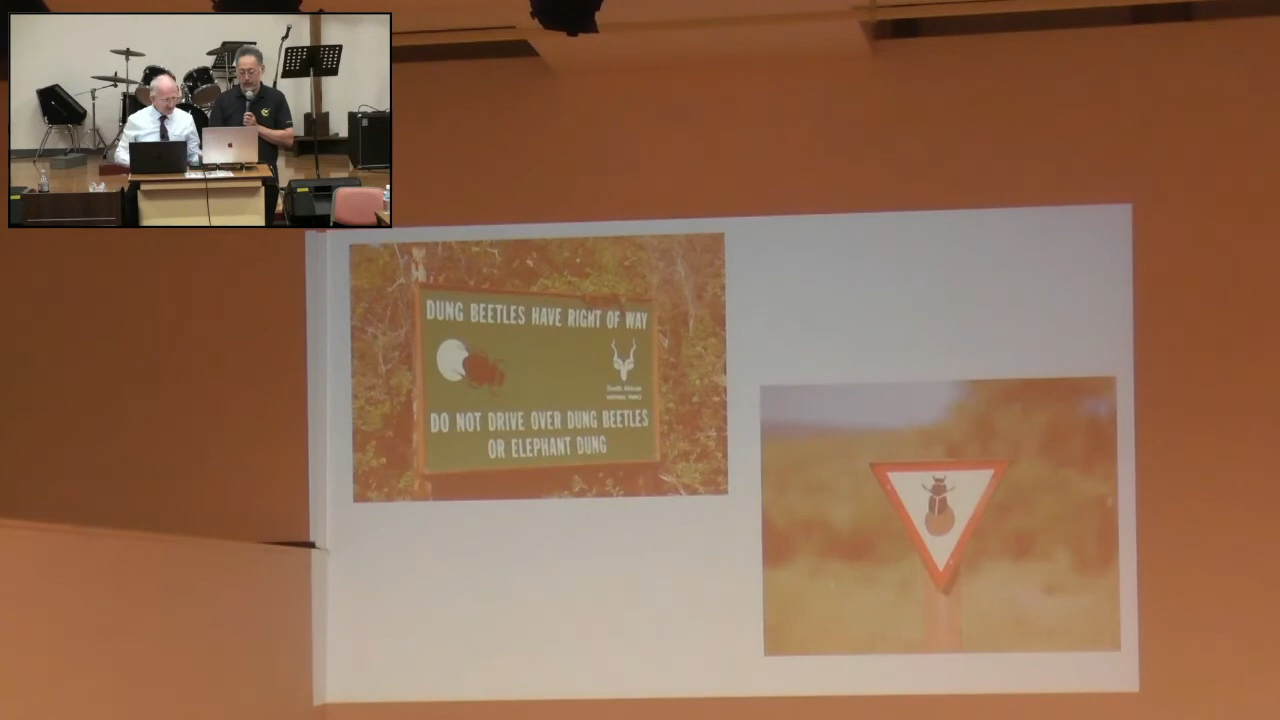 DUNG BEETLES HAVE RIGHT OF WAY
South African
DO NOT DRIVE OVER DUNG BEETLES
OR ELEPHANT DUNG